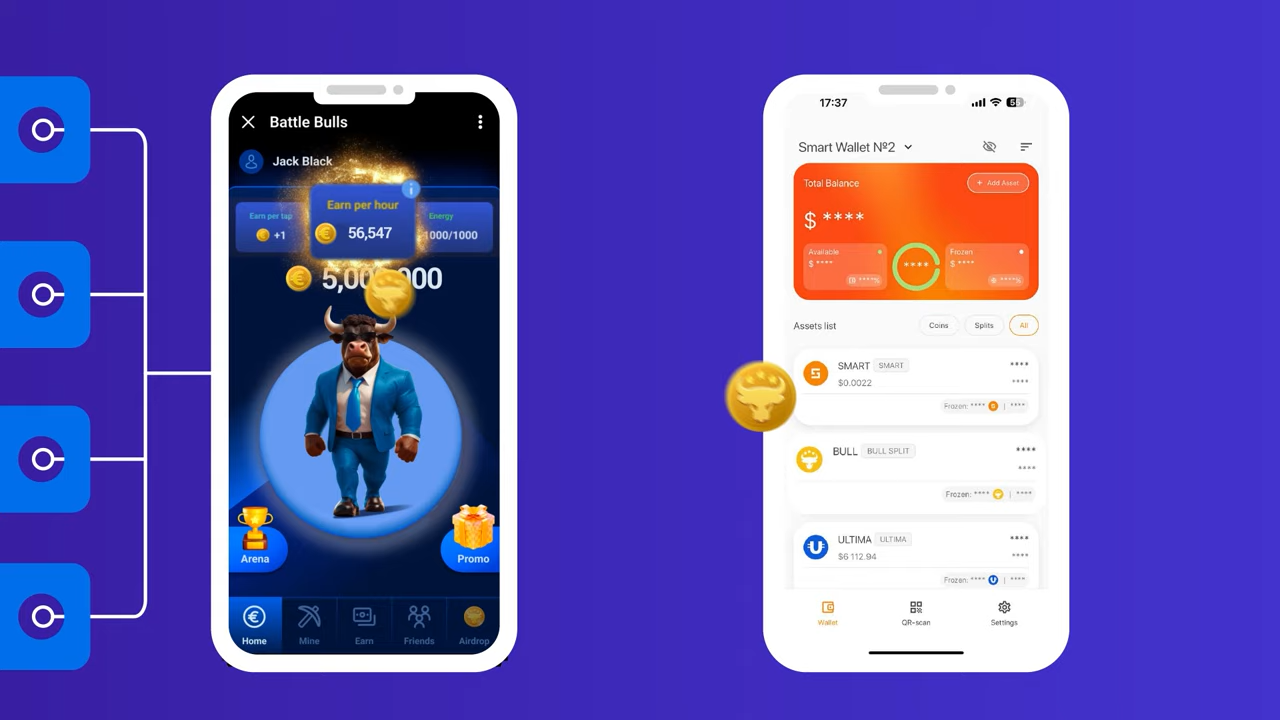 Battle Bulls
Jack Black
Earn per tap
+1
Earn per hour
56,547
Energy
1000/1000
Arena
Promo
Home
Mine
Earn
Friends
Airdrop
17:37
Smart Wallet №2
Total Balance
+ Add Asset
$ ****
Available
$ ****
****
Frozen
$ ****
****%
****%
Assets list
Coins
Splits
All
SMART SMART
****
$0.0022
****
Frozen: **** | ****
BULL BULL SPLIT
****
****
Frozen: **** | ****
ULTIMA ULTIMA
****
$6 112.94
****
Frozen: **** | ****
Wallet
QR-scan
Settings